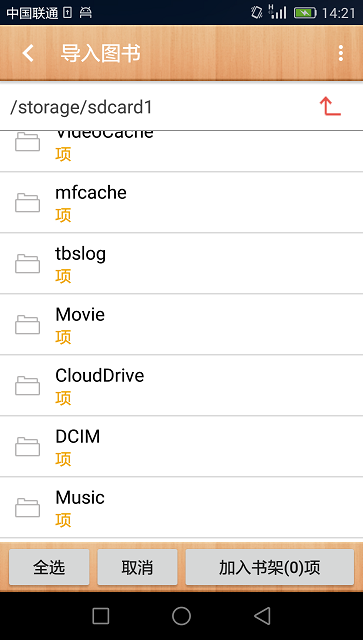 中国联通 14:21
导入图书
/storage/sdcard1
VideoCache
项
mfcache
项
tbslog
项
Movie
项
CloudDrive
项
DCIM
项
Music
项
全选 取消 加入书架(0)项